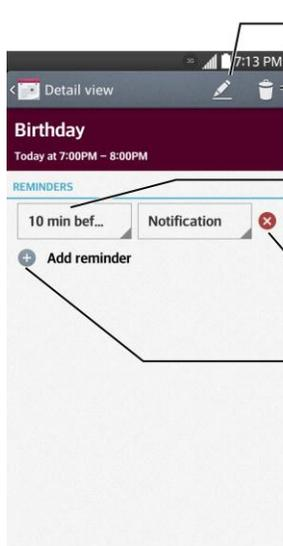 7:13 PM
Detail view
Birthday
Today at 7:00PM – 8:00PM
REMINDERS
10 min bef...
Notification
Add reminder